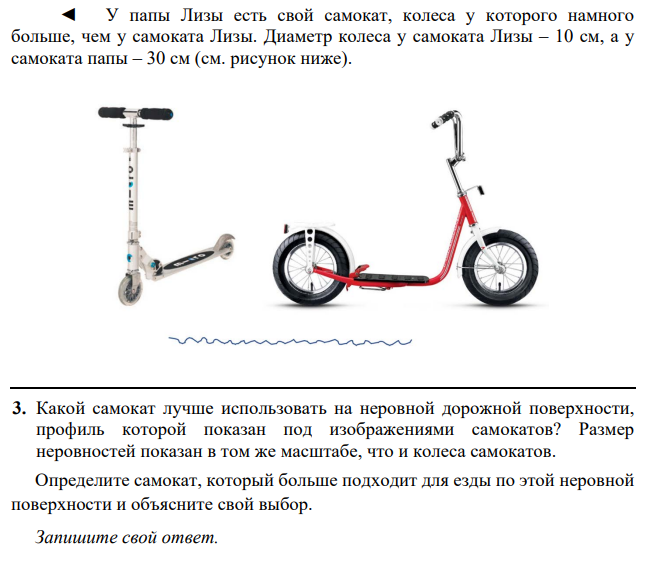 ◄ У папы Лизы есть свой самокат, колеса у которого намного
больше, чем у самоката Лизы. Диаметр колеса у самоката Лизы – 10 см, а у
самоката папы – 30 см (см. рисунок ниже).
3. Какой самокат лучше использовать на неровной дорожной поверхности,
профиль которой показан под изображениями самокатов? Размер
неровностей показан в том же масштабе, что и колеса самокатов.
Определите самокат, который больше подходит для езды по этой неровной
поверхности и объясните свой выбор.
Запишите свой ответ.